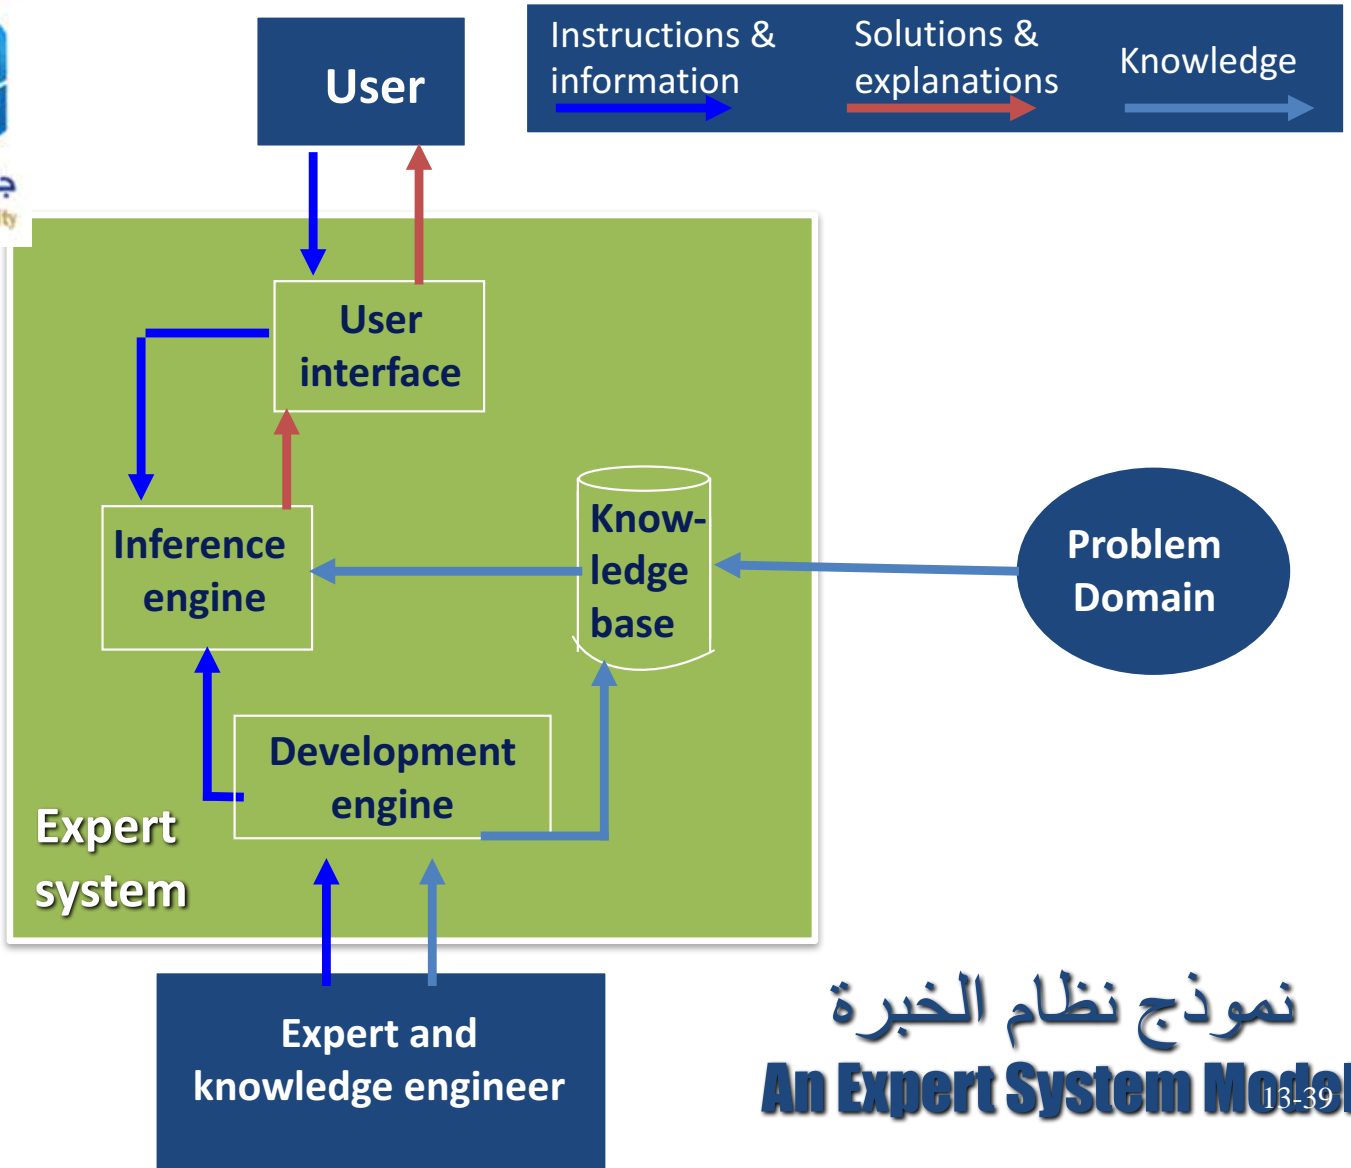 User
Instructions &
information
Solutions &
explanations
Knowledge
ity
User
interface
Inference
engine
Know-
ledge
base
Problem
Domain
Development
engine
Expert
system
Expert and
knowledge engineer
نموذج نظام الخبرة
An Expert System Model
13-39